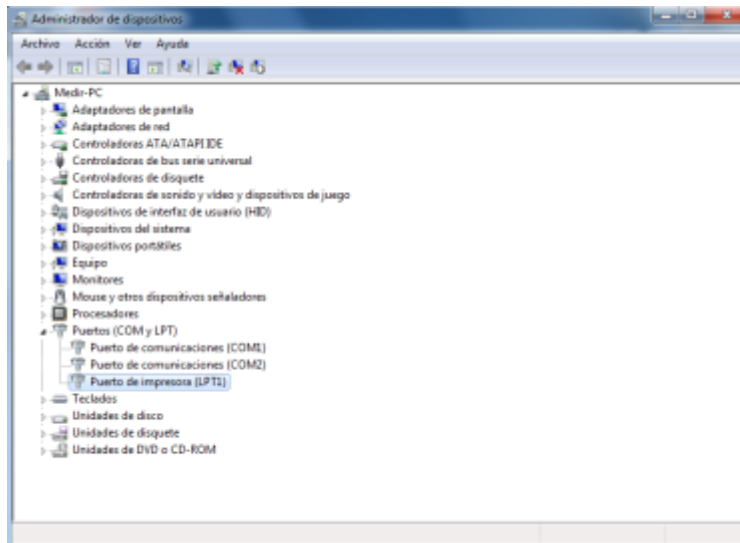 Administrador de dispositivos
Archivo Acción Ver Ayuda
Medir-PC
Adaptadores de pantalla
Adaptadores de red
Controladoras ATA/ATAPI IDE
Controladoras de bus serie universal
Controladoras de disquete
Controladoras de sonido y vídeo y dispositivos de juego
Dispositivos de interfaz de usuario (HID)
Dispositivos del sistema
Dispositivos portátiles
Equipo
Monitores
Mouse y otros dispositivos señaladores
Procesadores
Puertos (COM y LPT)
Puerto de comunicaciones (COM1)
Puerto de comunicaciones (COM2)
Puerto de impresora (LPT1)
Teclados
Unidades de disco
Unidades de disquete
Unidades de DVD o CD-ROM